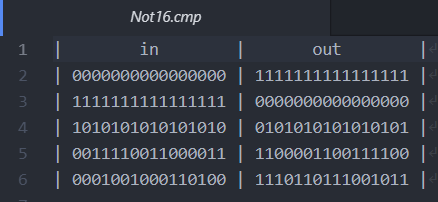 Not16.cmp
1 | in | out |
2 | 0000000000000000 | 1111111111111111 |
3 | 1111111111111111 | 0000000000000000 |
4 | 1010101010101010 | 0101010101010101 |
5 | 0011110011000011 | 1100001100111100 |
6 | 0001001000110100 | 1110110111001011 |